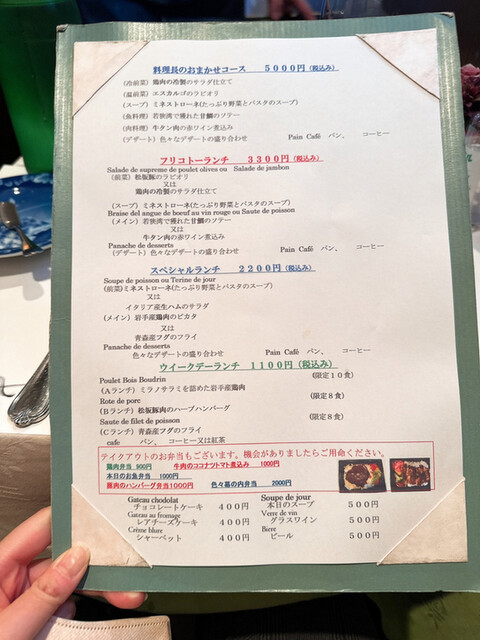 料理長のおまかせコース　5000円（税込み）
（冷前菜）鶏肉の冷製のサラダ仕立て
（温前菜）エスカルゴのラビオリ
（スープ）ミネストローネ(たっぷり野菜とパスタのスープ)
（魚料理）若狭湾で獲れた甘鯛のソテー
（肉料理）牛タン肉の赤ワイン煮込み
（デザート）色々なデザートの盛り合わせ　Pain Café　パン、　コーヒー
フリコトーランチ　3300円（税込み）
Salade de supreme de poulet olives ou　Salade de jambon
（前菜）松坂豚のラビオリ
又は
鶏肉の冷製のサラダ仕立て
（スープ）ミネストローネ(たっぷり野菜とパスタのスープ)
Braise del angue de boeuf au vin rouge ou Saute de poisson
（メイン）若狭湾で獲れた甘鯛のソテー
又は
牛タン肉の赤ワイン煮込み
Panache de desserts
（デザート）色々なデザートの盛り合わせ　Pain Café　パン、　コーヒー
スペシャルランチ　2200円（税込み）
Soupe de poisson ou Terine de jour
(前菜)ミネストローネ(たっぷり野菜とパスタのスープ)
又は
イタリア産生ハムのサラダ
（メイン）岩手産鶏肉のピカタ
又は
青森産フダのフライ
Panache de desserts
色々なデザートの盛り合わせ　Pain Café　パン、　コーヒー
ウイークデーランチ　1100円（税込み）
Poulet Bois Boudrin　（限定１０食）
（Aランチ）ミラノサラミを詰めた岩手産鶏肉
Rote de porc　（限定８食）
（Bランチ）松坂豚肉のハーブハンバーグ
Saute de filet de poisson　（限定８食）
（Cランチ）青森産フダのフライ
cafe　パン、　コーヒー又は紅茶
テイクアウトのお弁当もございます。機会がありましたらご用命ください。
鶏肉弁当　900円　牛肉のココナツトマト煮込み　1000円
本日のお魚弁当　1000円
豚肉のハンバーグ弁当1000円　色々幕の内弁当　2000円
Gateau chodolat
チョコレートケーキ　400円
Gateau au fromage
レアチーズケーキ　400円
Crème blure
シャーベット　400円
Soupe de jour
本日のスープ　500円
Verre de vin
グラスワイン　500円
Biere
ビール　500円